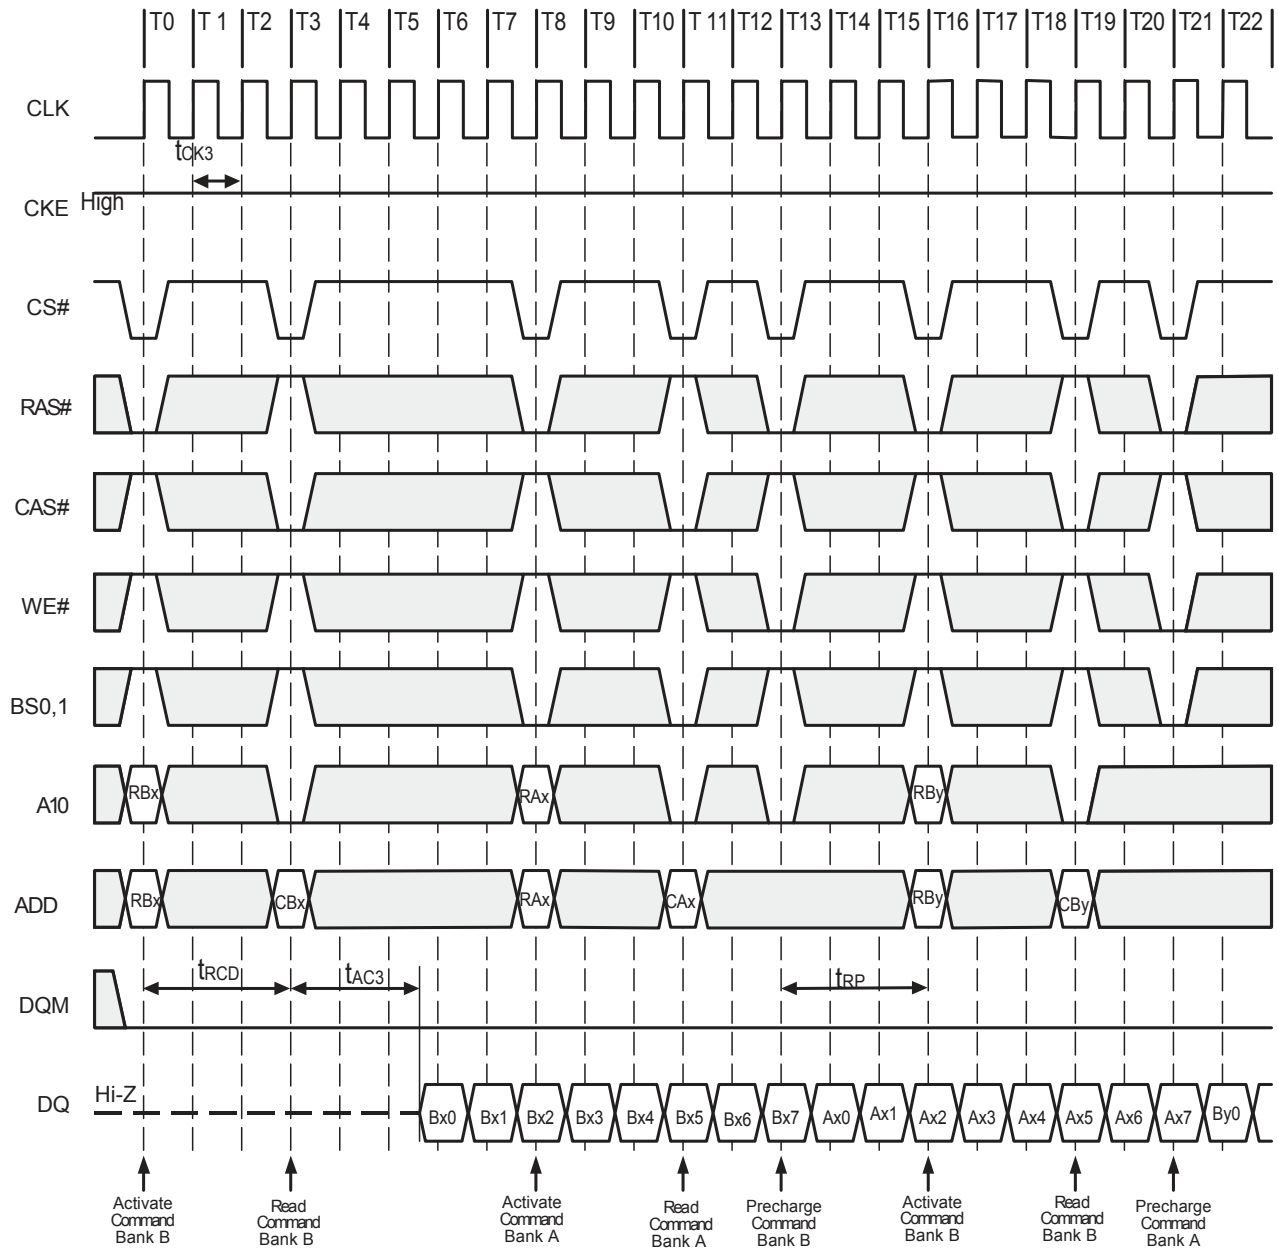 T0 T 1 T2 T3 T4 T5 T6 T7 T8 T9 T10 T 11 T12 T13 T14 T15 T16 T17 T18 T19 T20 T21 T22
CLK
tCK3
CKE High
CS#
RAS#
CAS#
WE#
BS0,1
A10 RBx RAx RBy
ADD RBx CBx RAx CAx RBy CBy
tRCD tAC3 tRP
DQM
Hi-Z
DQ Bx0 Bx1 Bx2 Bx3 Bx4 Bx5 Bx6 Bx7 Ax0 Ax1 Ax2 Ax3 Ax4 Ax5 Ax6 Ax7 By0
Activate
Command
Bank B
Read
Command
Bank B
Activate
Command
Bank A
Read
Command
Bank A
Precharge
Command
Bank B
Activate
Command
Bank B
Read
Command
Bank B
Precharge
Command
Bank A